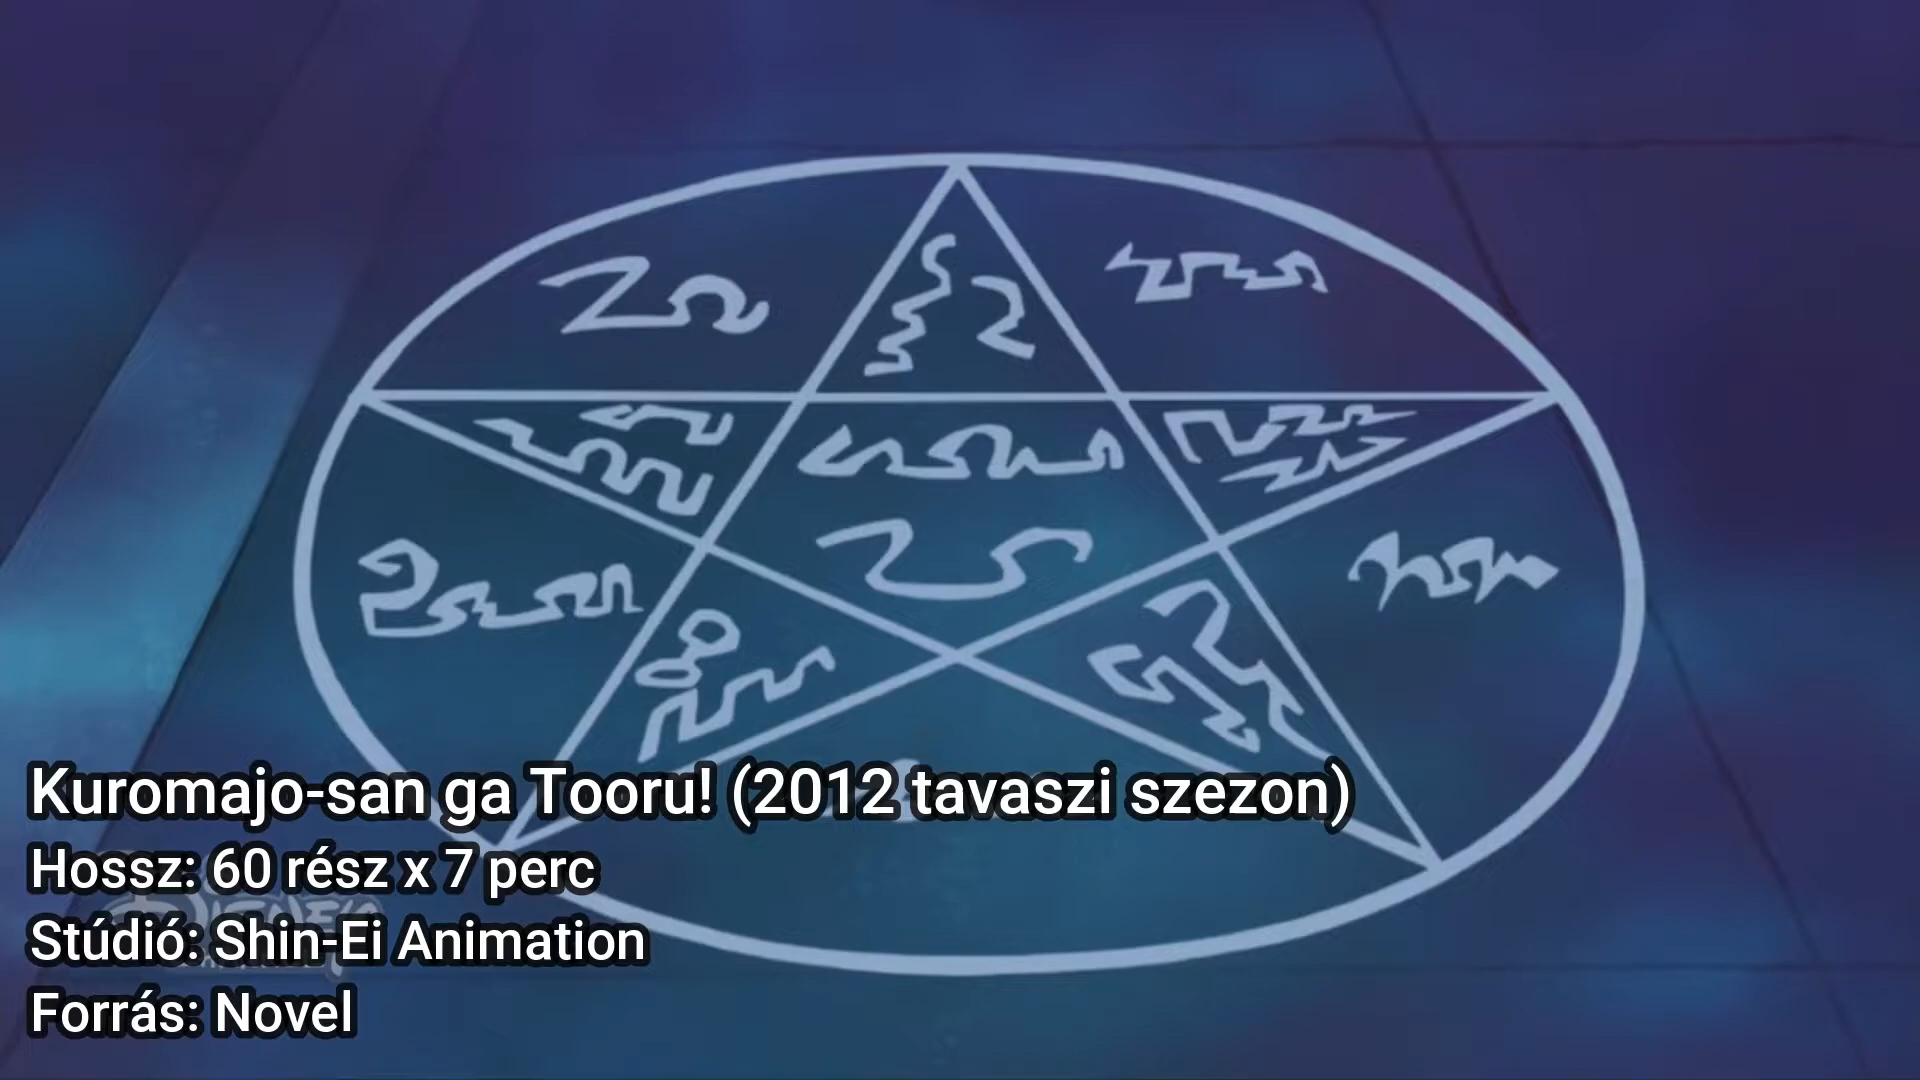 Kuromajo-san ga Tooru! (2012 tavaszi szezon)
Hossz: 60 rész x 7 perc
Stúdió: Shin-Ei Animation
Forrás: Novel